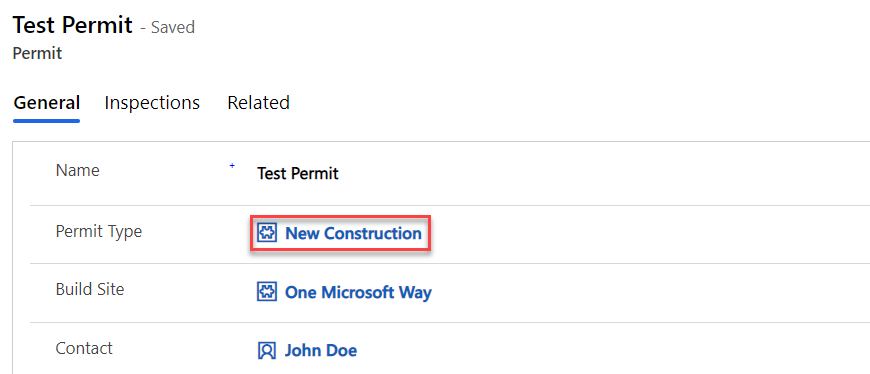 Test Permit - Saved
Permit
General Inspections Related
Name + Test Permit
Permit Type New Construction
Build Site One Microsoft Way
Contact John Doe